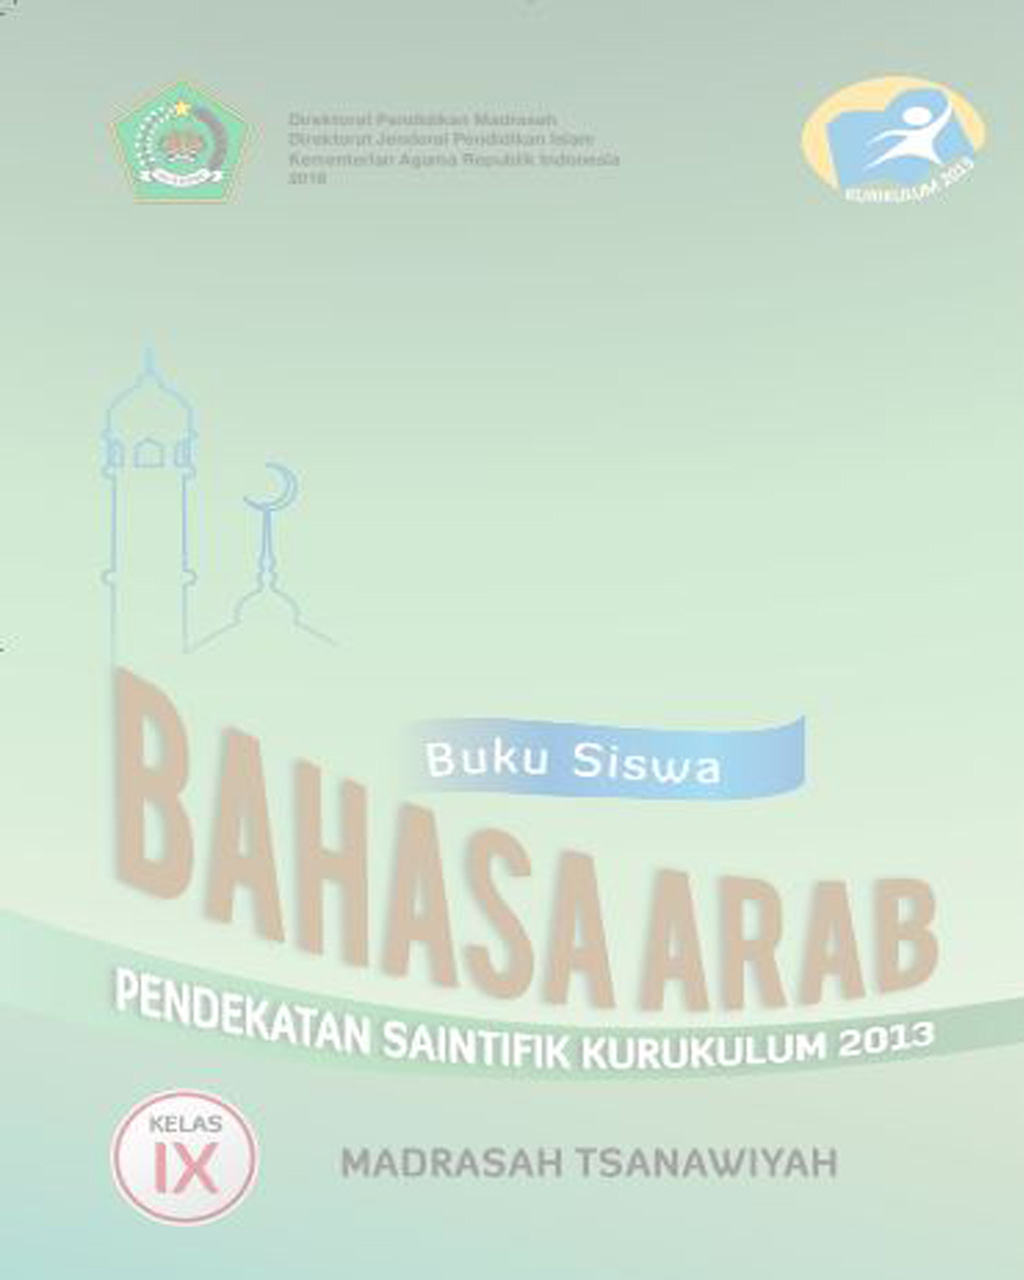 Direktorat Pendidikan Madrasah
Direktorat Jenderal Pendidikan Islam
Kementerian Agama Republik Indonesia
2016
KURIKULUM 2013
Buku Siswa
BAHASA ARAB
PENDEKATAN SAINTIFIK KURUKULUM 2013
KELAS
IX
MADRASAH TSANAWIYAH